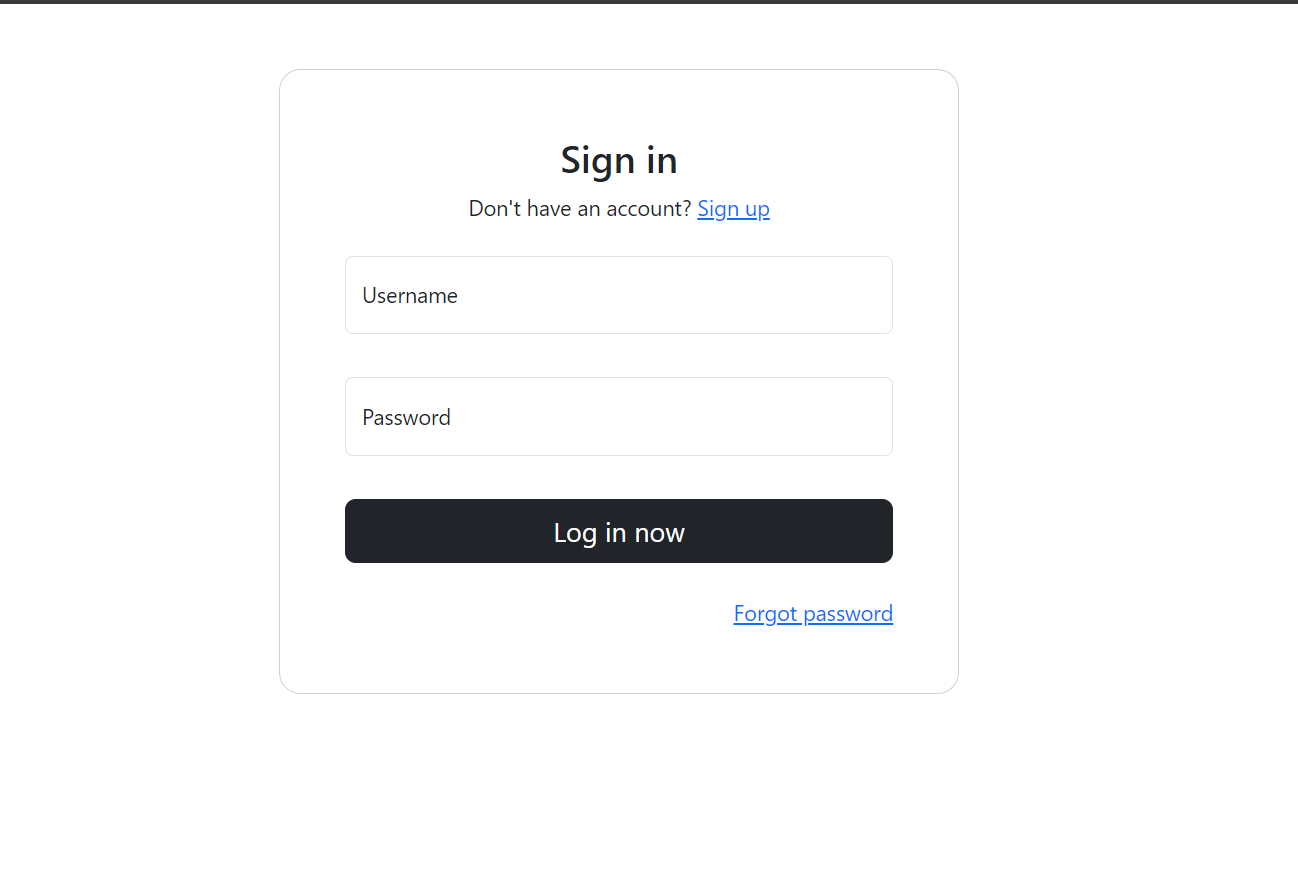 Sign in
Don't have an account? Sign up
Username
Password
Log in now
Forgot password